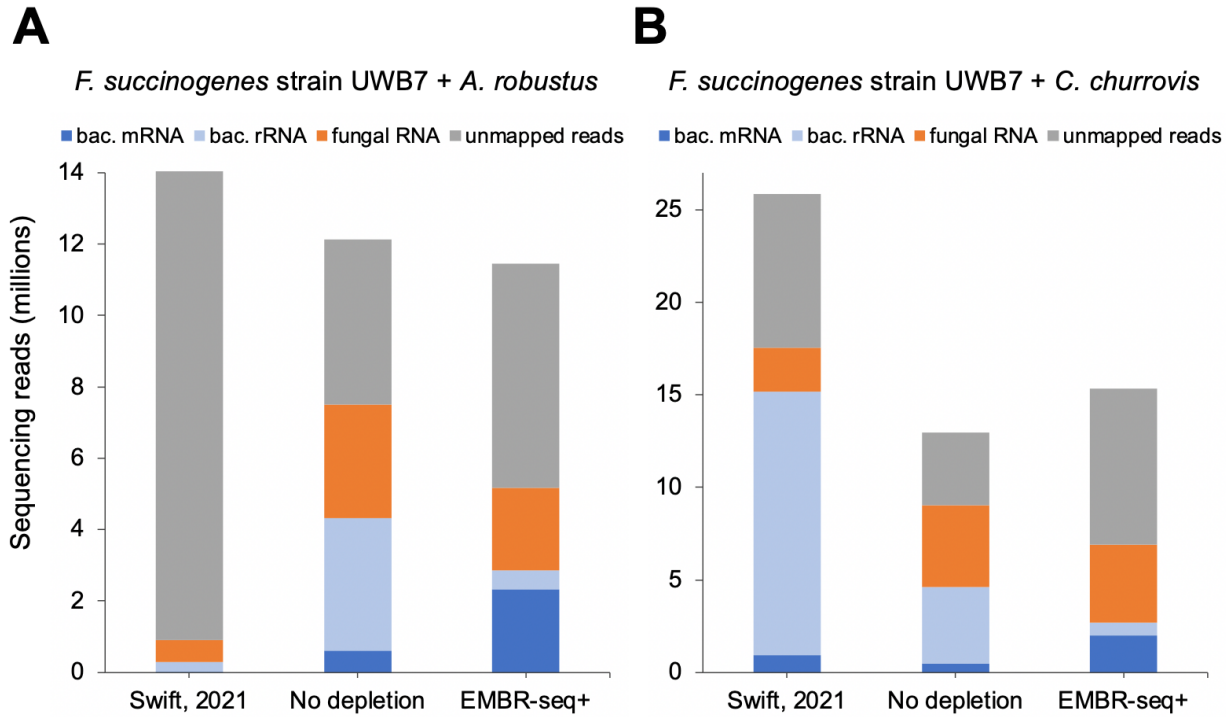 A
F. succinogenes strain UWB7 + A. robustus
bac. mRNA bac. rRNA fungal RNA unmapped reads
Sequencing reads (millions)
14
12
10
8
6
4
2
0
Swift, 2021 No depletion EMBR-seq+
B
F. succinogenes strain UWB7 + C. churrovis
bac. mRNA bac. rRNA fungal RNA unmapped reads
25
20
15
10
5
0
Swift, 2021 No depletion EMBR-seq+